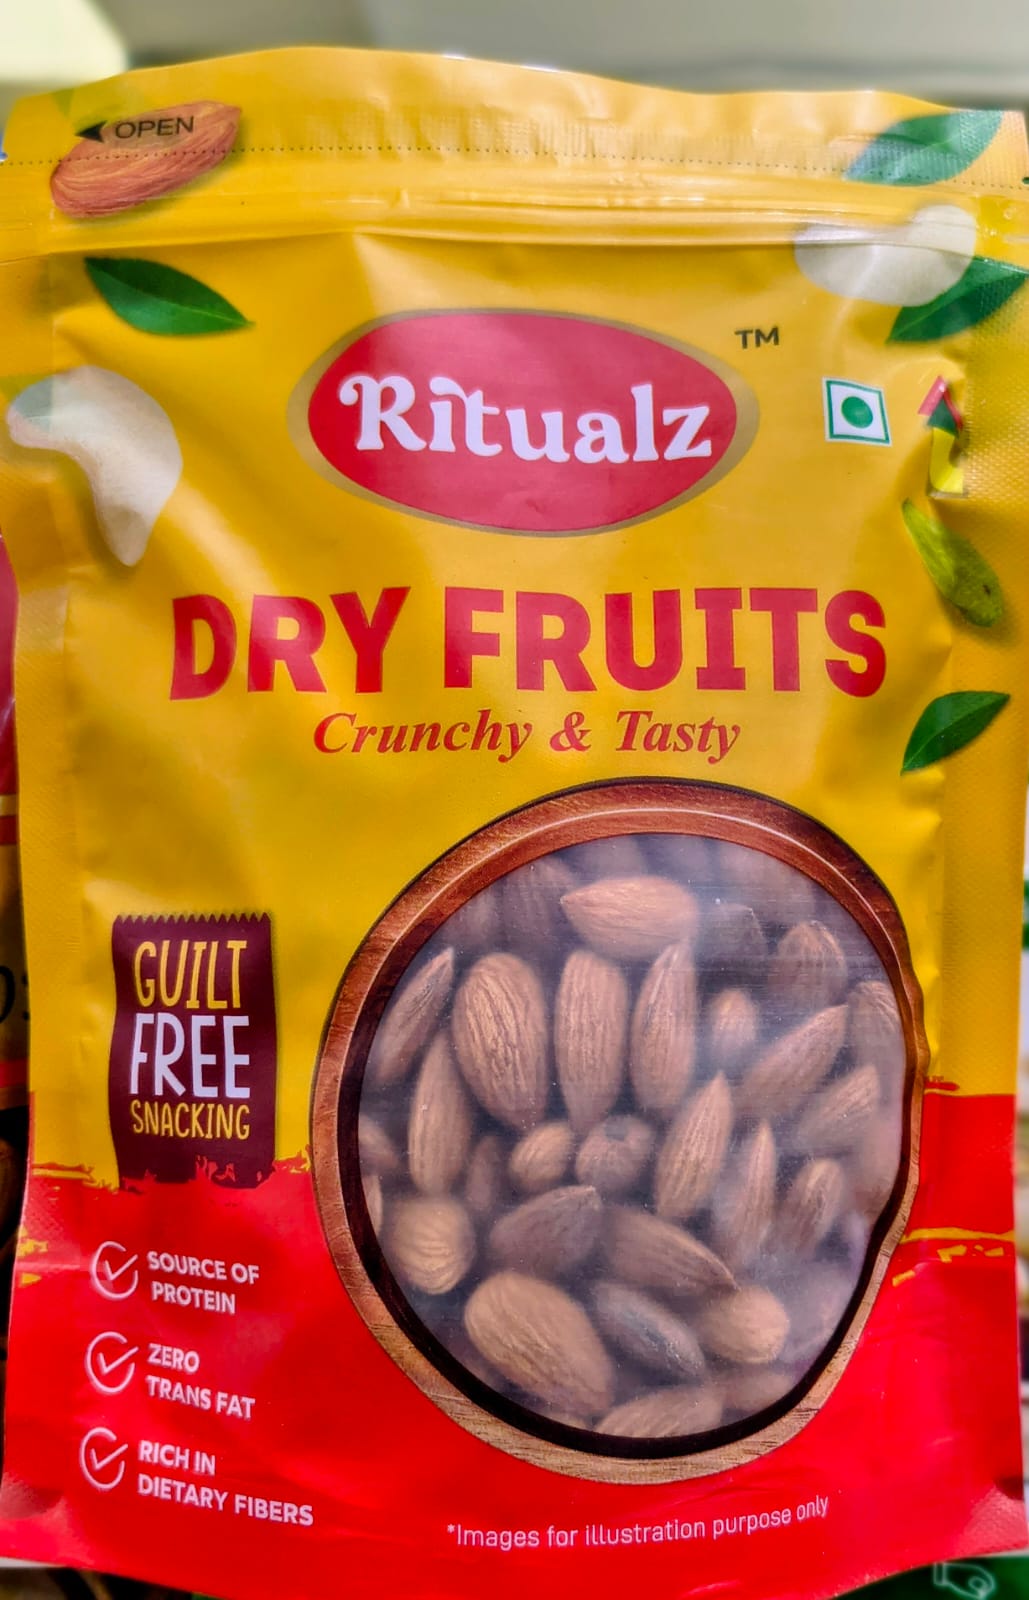 OPEN
Ritualz
TM
DRY FRUITS
Crunchy & Tasty
GUILT
FREE
SNACKING
SOURCE OF
PROTEIN
ZERO
TRANS FAT
RICH IN
DIETARY FIBERS
*Images for illustration purpose only